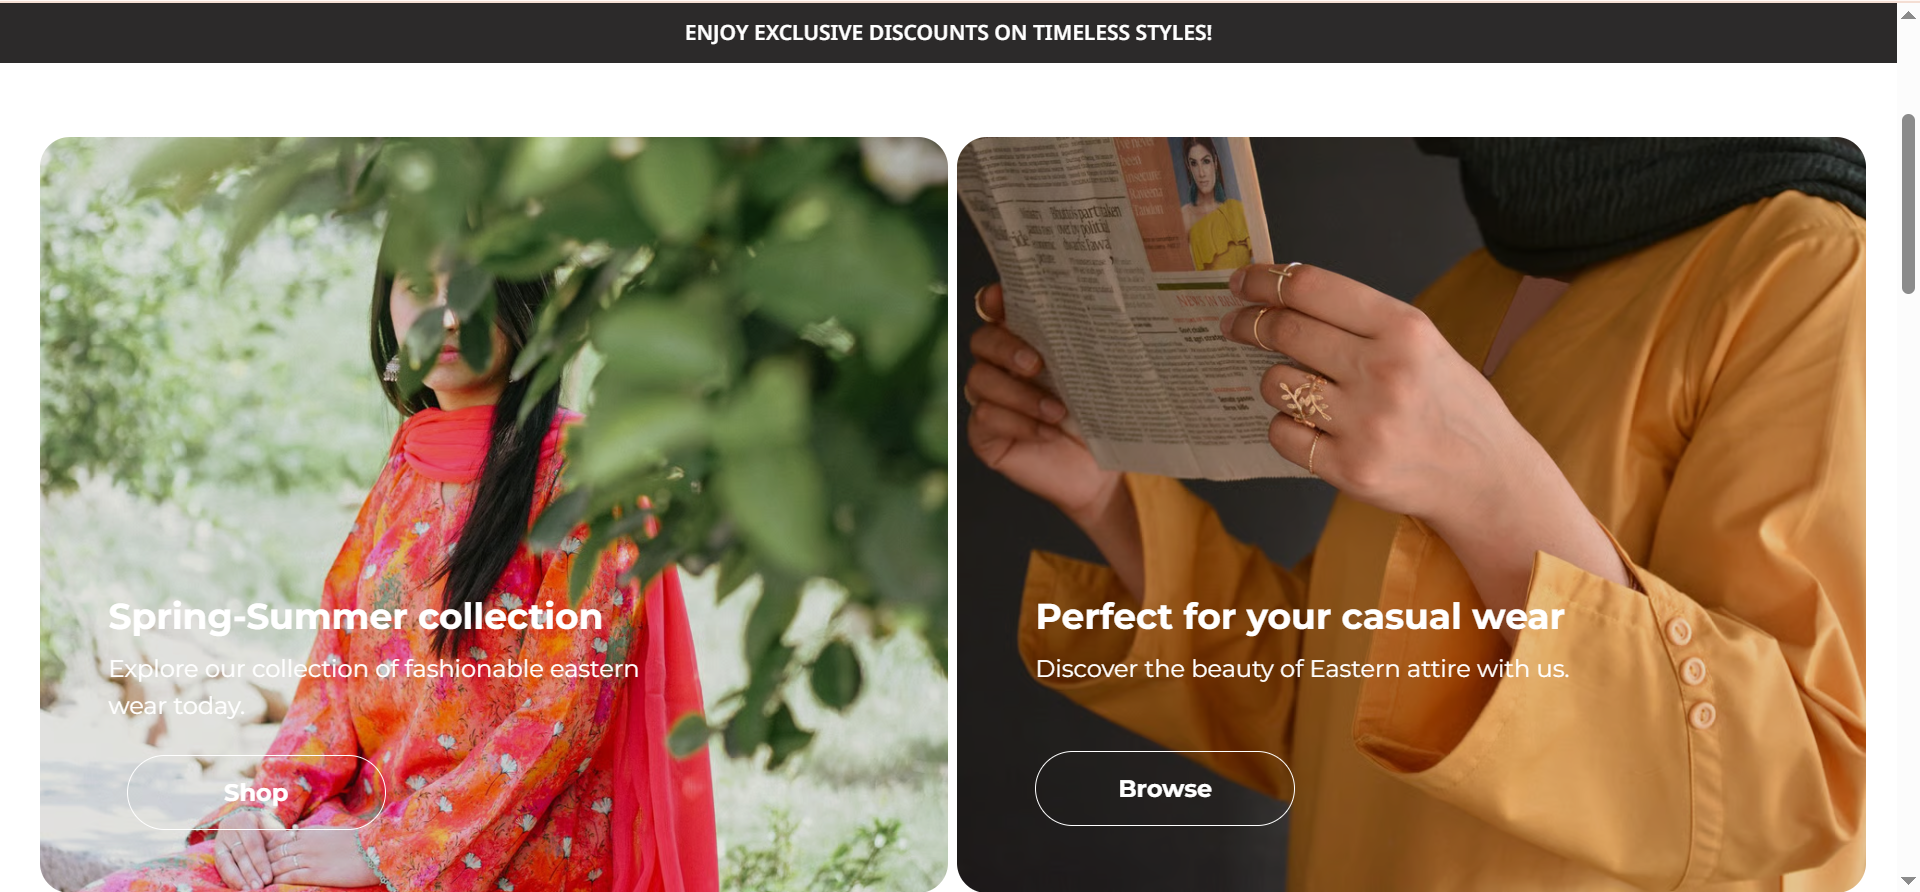 ENJOY EXCLUSIVE DISCOUNTS ON TIMELESS STYLES!
Spring-Summer collection
Explore our collection of fashionable eastern
wear today.
Shop
Perfect for your casual wear
Discover the beauty of Eastern attire with us.
Browse